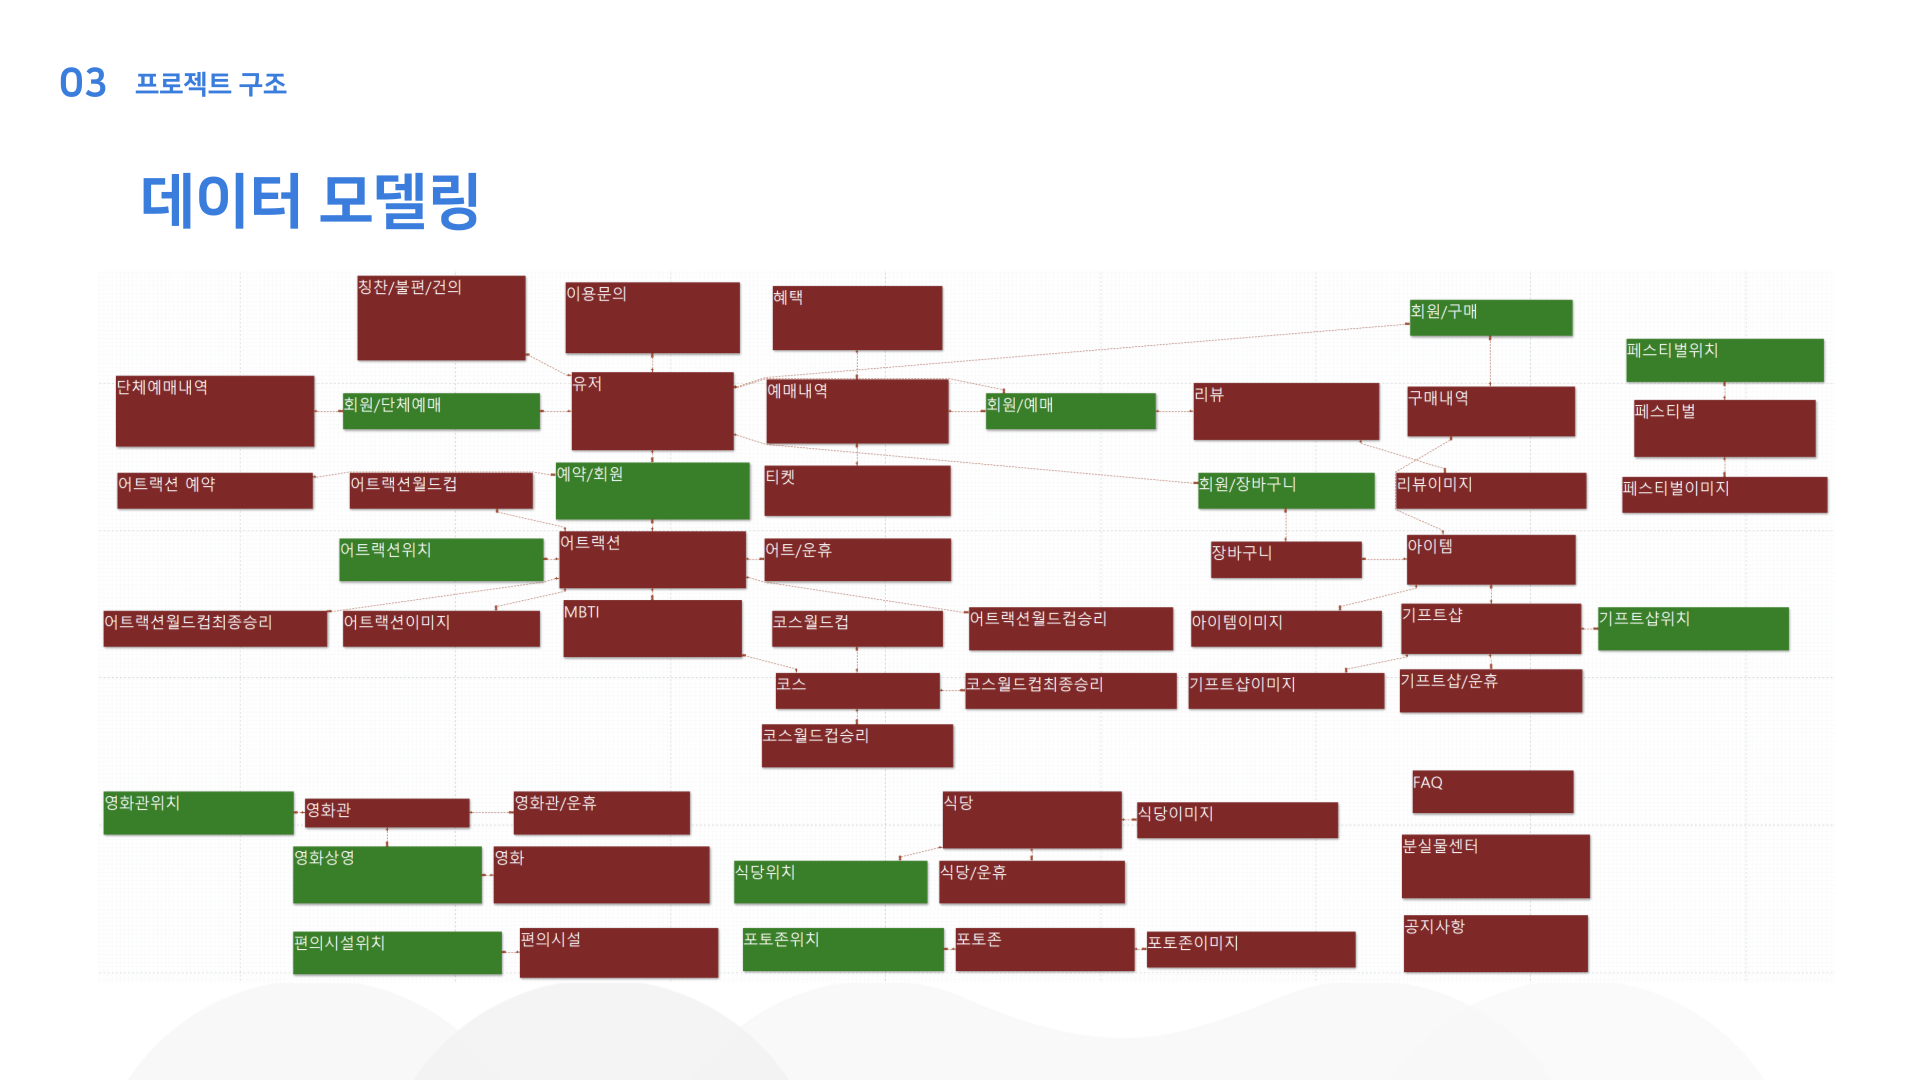 03 프로젝트 구조
데이터 모델링
칭찬/불편/건의
이용문의
혜택
회원/구매
페스티벌위치
단체예매내역
회원/단체예매
유저
예매내역
회원/예매
리뷰
구매내역
페스티벌
어트랙션 예약
어트랙션월드컵
예약/회원
티켓
회원/장바구니
리뷰이미지
페스티벌이미지
어트랙션위치
어트랙션
어트/운휴
장바구니
아이템
어트랙션월드컵최종승리
어트랙션이미지
MBTI
코스월드컵
어트랙션월드컵승리
아이템이미지
기프트샵
기프트샵위치
코스
코스월드컵최종승리
기프트샵이미지
기프트샵/운휴
코스월드컵승리
FAQ
영화관위치
영화관
영화관/운휴
식당
식당이미지
분실물센터
영화상영
영화
식당위치
식당/운휴
공지사항
편의시설위치
편의시설
포토존위치
포토존
포토존이미지